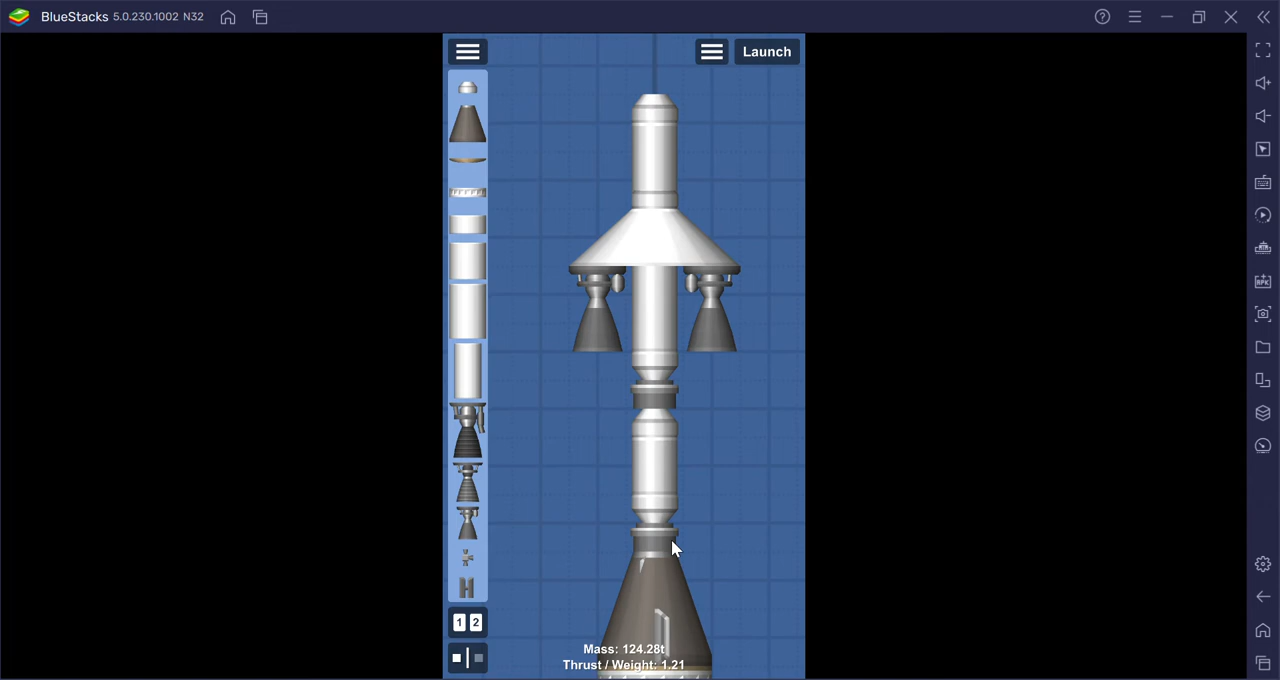 BlueStacks 5.0.230.1002 N32
Launch
1 2
Mass: 124.28t
Thrust / Weight: 1.21